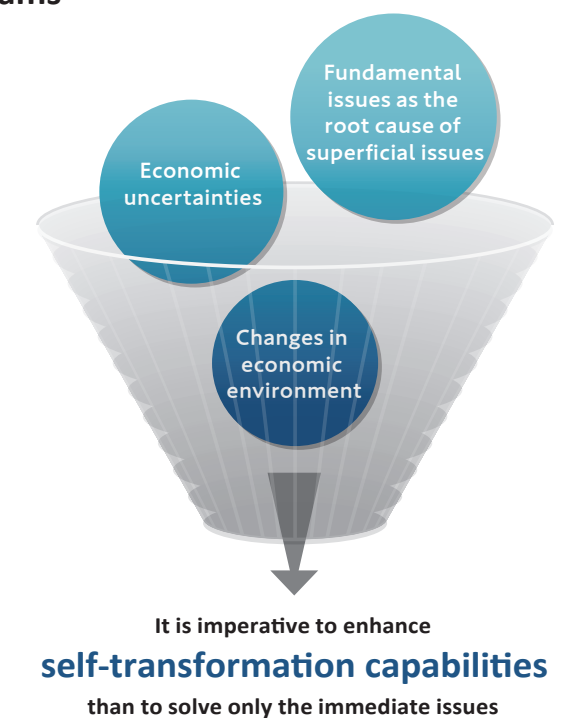 Fundamental
issues as the
root cause of
superficial issues
Economic
uncertainties
Changes in
economic
environment
It is imperative to enhance
self-transformation capabilities
than to solve only the immediate issues